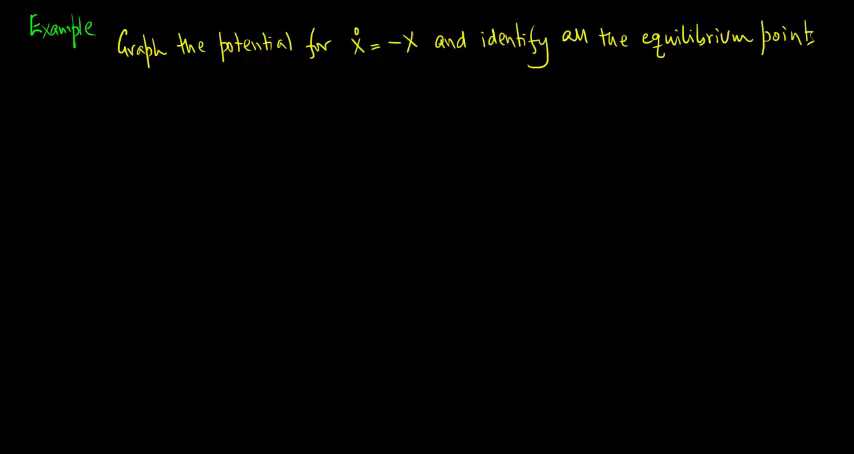 Example Graph the potential for ẋ = -x and identify all the equilibrium points